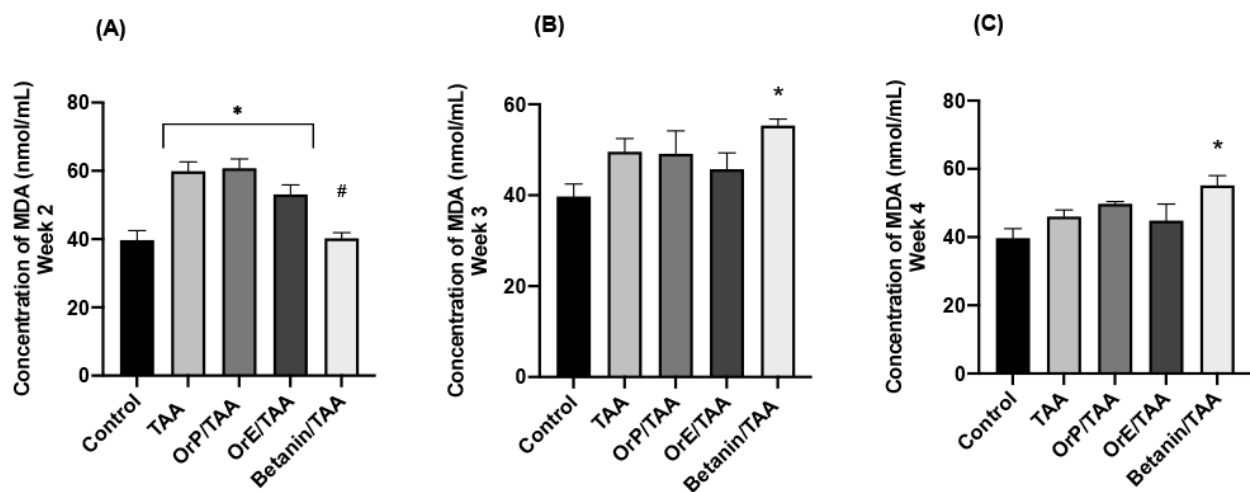 (A)
Concentration of MDA (nmol/mL)
Week 2
80
60
40
20
0
*
#
Control
TAA
OrP/TAA
OrE/TAA
Betanin/TAA
(B)
Concentration of MDA (nmol/mL)
Week 3
60
40
20
0
*
Control
TAA
OrP/TAA
OrE/TAA
Betanin/TAA
(C)
Concentration of MDA (nmol/mL)
Week 4
80
60
40
20
0
*
Control
TAA
OrP/TAA
OrE/TAA
Betanin/TAA